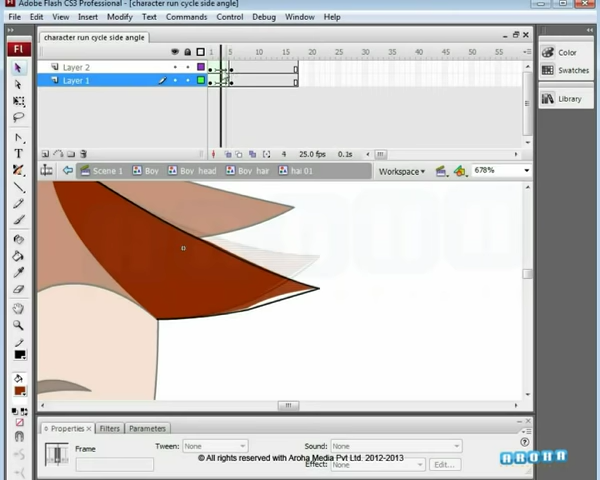 Adobe Flash CS3 Professional - [character run cycle side angle]
File Edit View Insert Modify Text Commands Control Debug Window Help
character run cycle side angle
1 5 10 15 20 25 30 35 40 45 50 55
Layer 2
Layer 1
4 25.0 fps 0.1s
Scene 1 Boy Boy head Boy hair hai 01 Workspace 678%
Color
Swatches
Library
Properties Filters Parameters
Frame Tween: None Sound: None
Effect: None Edit...
© All rights reserved with Aroha Media Pvt Ltd. 2012-2013
AROHA